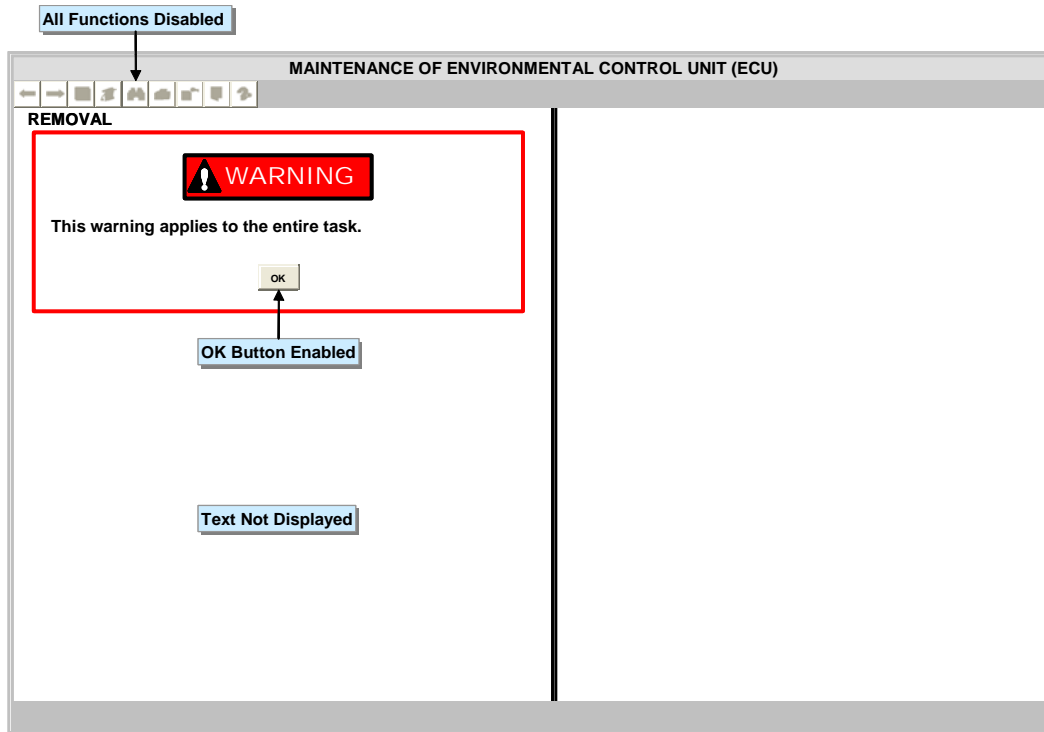 All Functions Disabled
MAINTENANCE OF ENVIRONMENTAL CONTROL UNIT (ECU)
REMOVAL
WARNING
This warning applies to the entire task.
OK
OK Button Enabled
Text Not Displayed